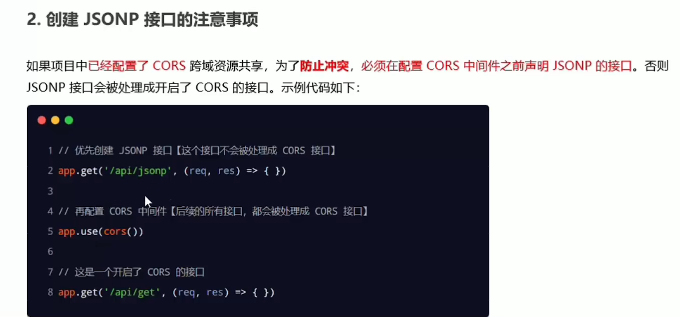 2. 创建 JSONP 接口的注意事项
如果项目中已经配置了 CORS 跨域资源共享，为了防止冲突，必须在配置 CORS 中间件之前声明 JSONP 的接口。否则
JSONP 接口会被处理成开启了 CORS 的接口。示例代码如下：
1 // 优先创建 JSONP 接口【这个接口不会被处理成 CORS 接口】
2 app.get('/api/jsonp', (req, res) => { })
3
4 // 再配置 CORS 中间件【后续的所有接口，都会被处理成 CORS 接口】
5 app.use(cors())
6
7 // 这是一个开启了 CORS 的接口
8 app.get('/api/get', (req, res) => { })